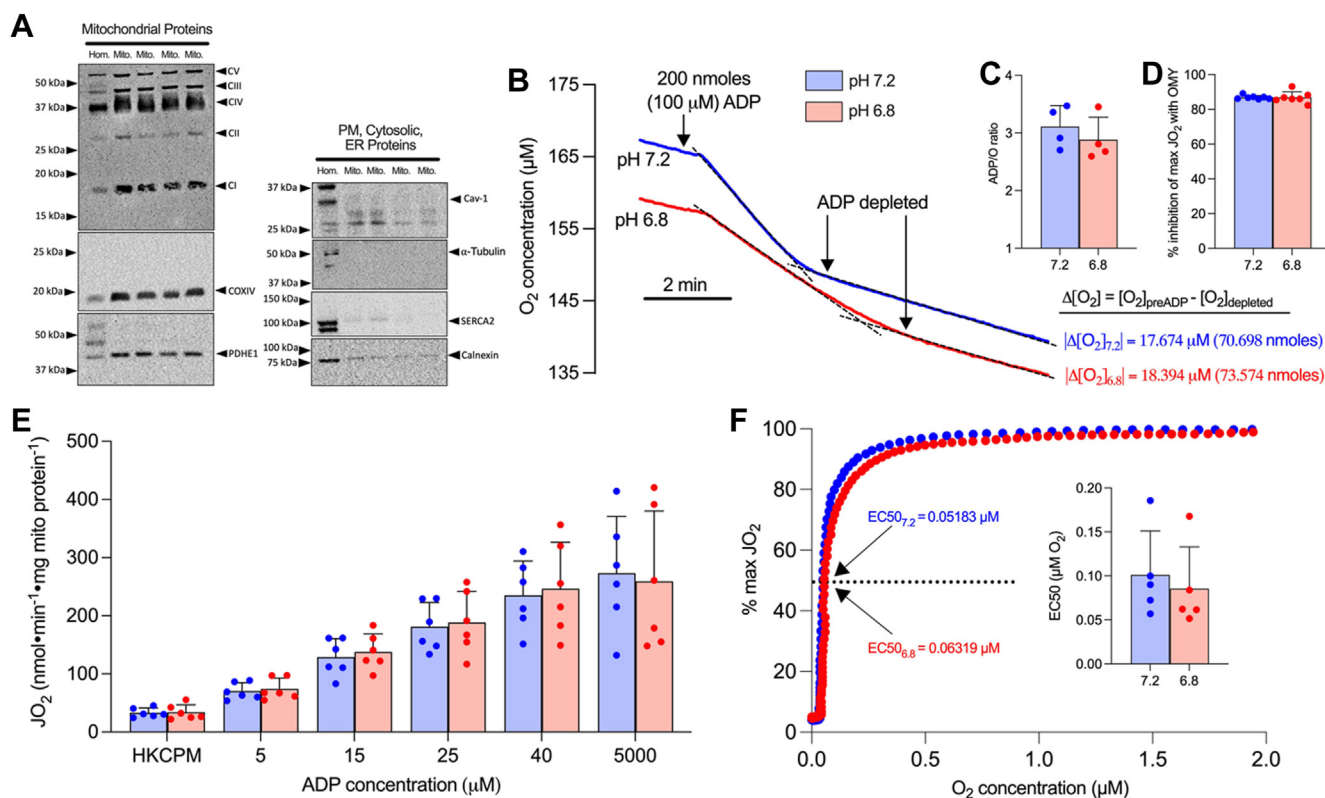 A
Mitochondrial Proteins
Hom. Mito. Mito. Mito. Mito.
50 kDa
37 kDa
25 kDa
20 kDa
15 kDa
CV
CIII
CIV
CII
CI
25 kDa
20 kDa
COXIV
50 kDa
37 kDa
PDHE1
PM, Cytosolic,
ER Proteins
Hom. Mito. Mito. Mito. Mito.
37 kDa
25 kDa
Cav-1
50 kDa
37 kDa
α-Tubulin
150 kDa
100 kDa
SERCA2
100 kDa
75 kDa
Calnexin
B
O2 concentration (µM)
175
165
155
145
135
200 nmoles
(100 µM) ADP
pH 7.2
pH 6.8
pH 7.2
pH 6.8
ADP depleted
2 min
C
ADP/O ratio
4
3
2
1
7.2 6.8
D
% inhibition of max JO2 with OMY
100
90
80
70
60
50
40
30
20
10
0
7.2 6.8
Δ[O2] = [O2]preADP - [O2]depleted
|Δ[O2]7.2| = 17.674 µM (70.698 nmoles)
|Δ[O2]6.8| = 18.394 µM (73.574 nmoles)
E
JO2 (nmol•min-1•mg mito protein-1)
500
400
300
200
100
0
HKCPM 5 15 25 40 5000
ADP concentration (µM)
F
% max JO2
100
80
60
40
20
0
EC507.2 = 0.05183 µM
EC506.8 = 0.06319 µM
0.0 0.5 1.0 1.5 2.0
O2 concentration (µM)
EC50 (µM O2)
0.20
0.15
0.10
0.05
0.00
7.2 6.8